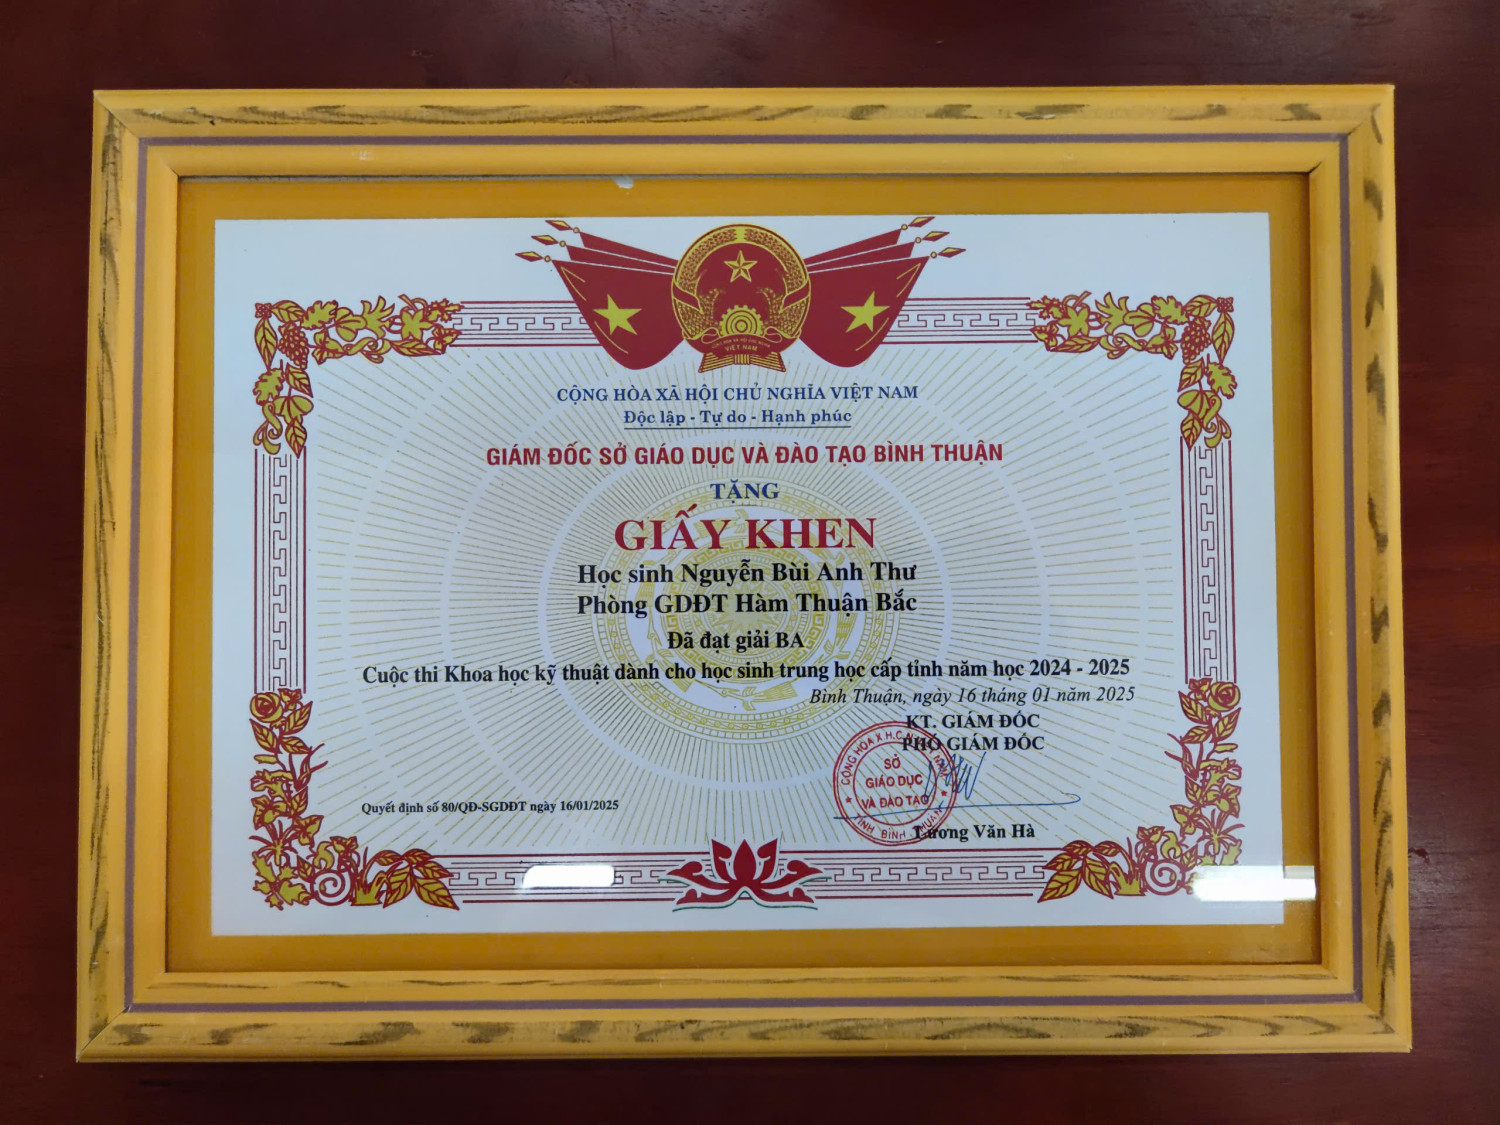 CỘNG HÒA XÃ HỘI CHỦ NGHĨA VIỆT NAM
Độc lập - Tự do - Hạnh phúc
GIÁM ĐỐC SỞ GIÁO DỤC VÀ ĐÀO TẠO BÌNH THUẬN
TẶNG
GIẤY KHEN
Học sinh Nguyễn Bùi Anh Thư
Phòng GDĐT Hàm Thuận Bắc
Đã đạt giải BA
Cuộc thi Khoa học kỹ thuật dành cho học sinh trung học cấp tỉnh năm học 2024 - 2025
Bình Thuận, ngày 16 tháng 01 năm 2025
KT. GIÁM ĐỐC
PHÓ GIÁM ĐỐC
SỞ
GIÁO DỤC
VÀ ĐÀO TẠO
TỈNH BÌNH THUẬN
Quyết định số 80/QĐ-SGDĐT ngày 16/01/2025
Lương Văn Hà